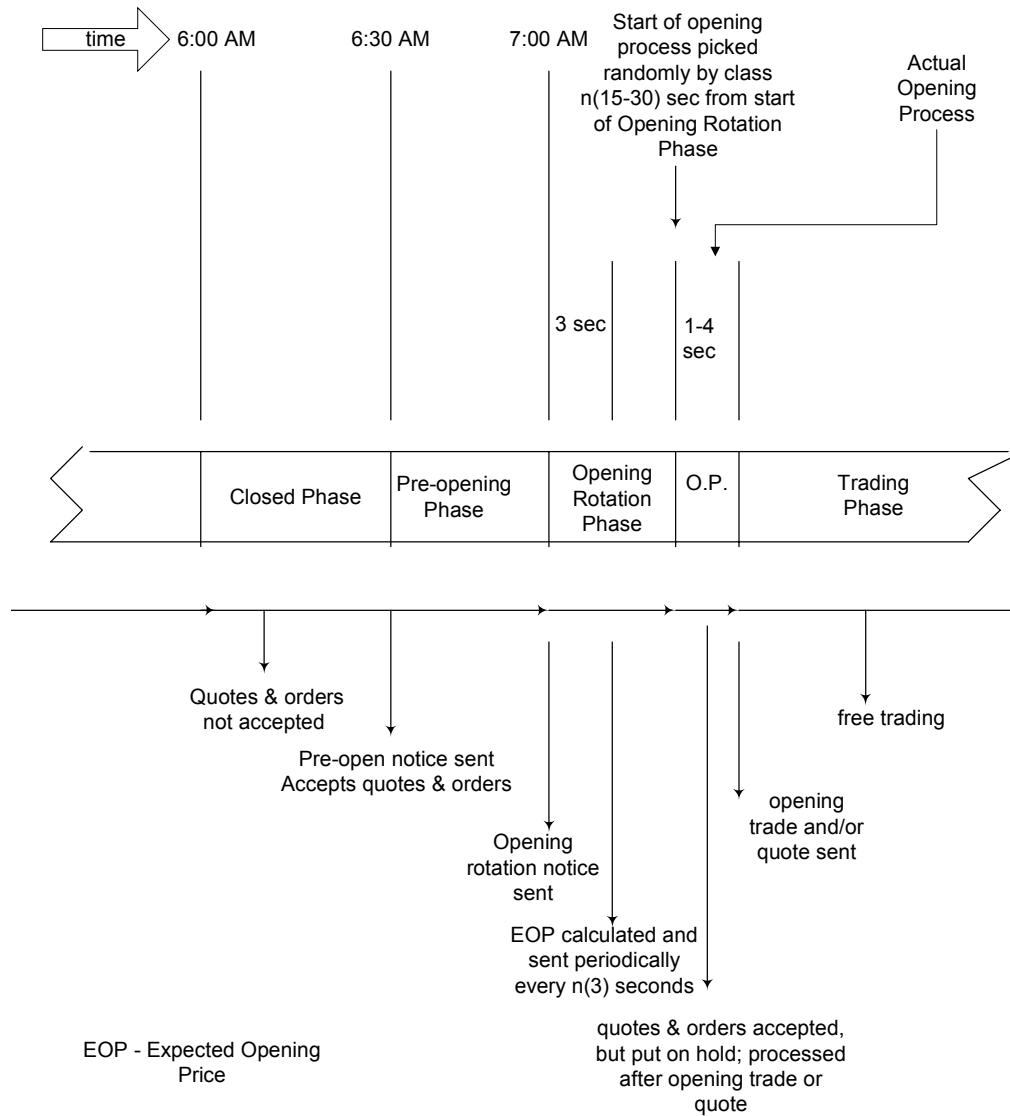 time
6:00 AM
6:30 AM
7:00 AM
Start of opening
process picked
randomly by class
n(15-30) sec from start
of Opening Rotation
Phase
Actual
Opening
Process
3 sec
1-4
sec
Closed Phase
Pre-opening
Phase
Opening
Rotation
Phase
O.P.
Trading
Phase
Quotes & orders
not accepted
Pre-open notice sent
Accepts quotes & orders
Opening
rotation notice
sent
EOP calculated and
sent periodically
every n(3) seconds
quotes & orders accepted,
but put on hold; processed
after opening trade or
quote
opening
trade and/or
quote sent
free trading
EOP - Expected Opening
Price